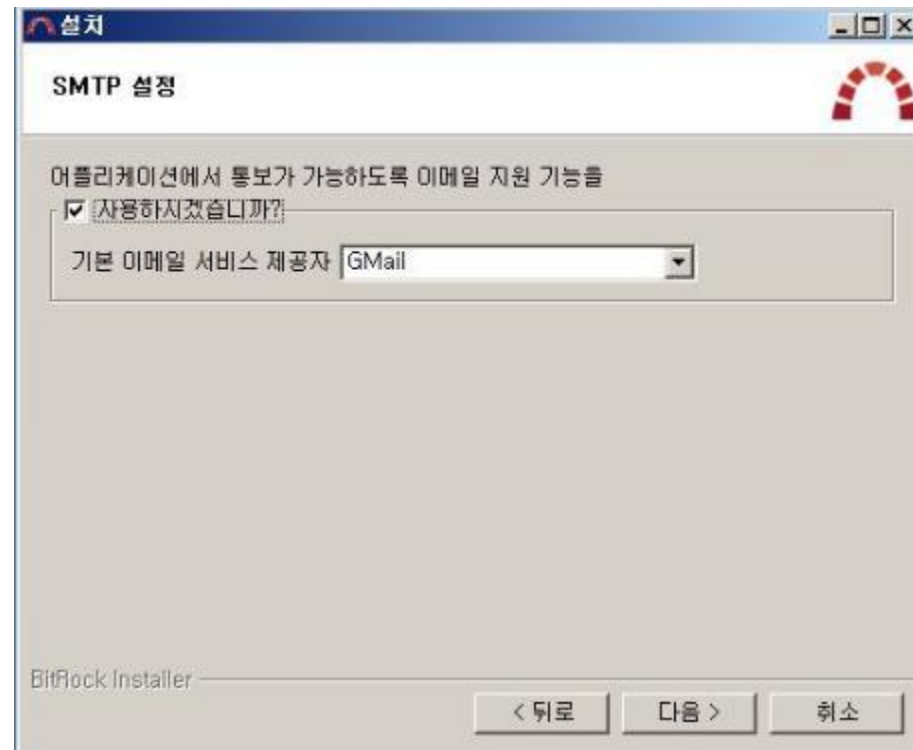 설치
SMTP 설정
어플리케이션에서 통보가 가능하도록 이메일 지원 기능을
사용하시겠습니까?
기본 이메일 서비스 제공자 GMail
BitRock Installer
< 뒤로 다음 > 취소